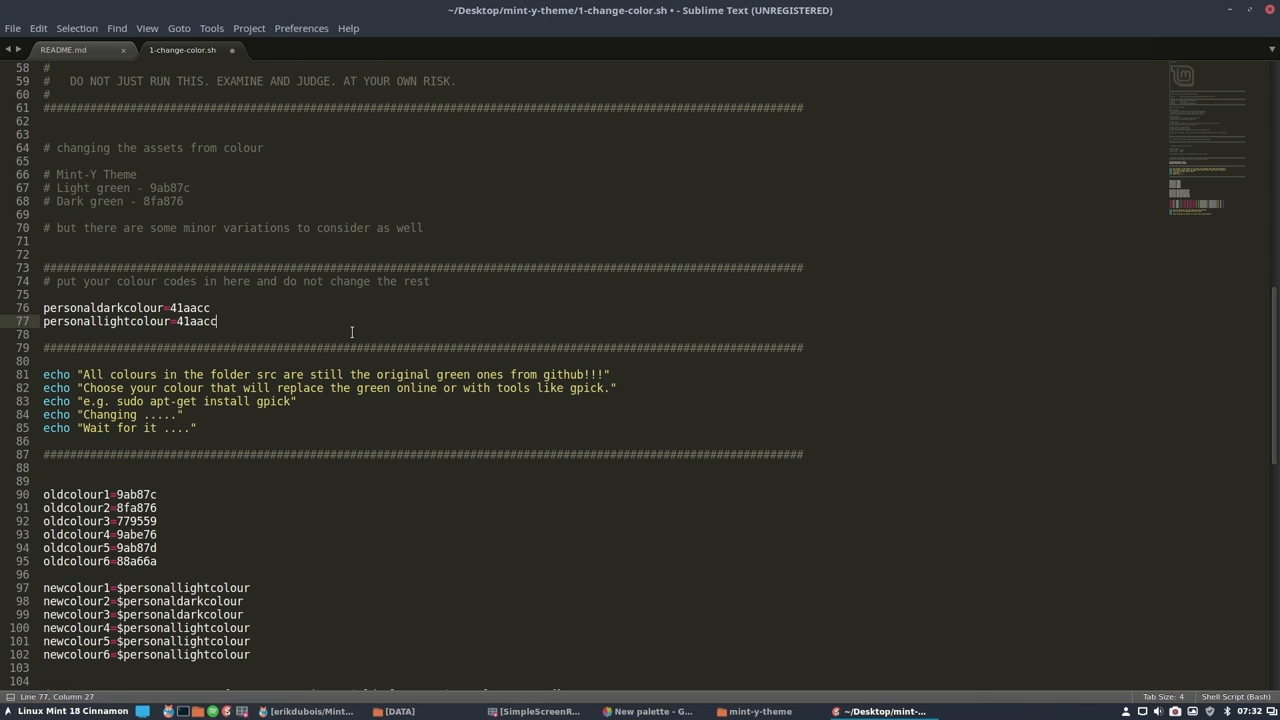 ~/Desktop/mint-y-theme/1-change-color.sh • - Sublime Text (UNREGISTERED)
File Edit Selection Find View Goto Tools Project Preferences Help
README.md × 1-change-color.sh
58 #
59 #   DO NOT JUST RUN THIS. EXAMINE AND JUDGE. AT YOUR OWN RISK.
60 #
61 ##################################################################################################################
62
63
64 # changing the assets from colour
65
66 # Mint-Y Theme
67 # Light green - 9ab87c
68 # Dark green - 8fa876
69
70 # but there are some minor variations to consider as well
71
72
73 ##################################################################################################################
74 # put your colour codes in here and do not change the rest
75
76 personaldarkcolour=41aacc
77 personallightcolour=41aacc
78
79 ##################################################################################################################
80
81 echo "All colours in the folder src are still the original green ones from github!!!"
82 echo "Choose your colour that will replace the green online or with tools like gpick."
83 echo "e.g. sudo apt-get install gpick"
84 echo "Changing ....."
85 echo "Wait for it ...."
86
87 ##################################################################################################################
88
89
90 oldcolour1=9ab87c
91 oldcolour2=8fa876
92 oldcolour3=779559
93 oldcolour4=9abe76
94 oldcolour5=9ab87d
95 oldcolour6=88a66a
96
97 newcolour1=$personallightcolour
98 newcolour2=$personaldarkcolour
99 newcolour3=$personaldarkcolour
100 newcolour4=$personallightcolour
101 newcolour5=$personallightcolour
102 newcolour6=$personallightcolour
103
104
Line 77, Column 27 Tab Size: 4 Shell Script (Bash)
Linux Mint 18 Cinnamon [erikdubois/Mint... [DATA] [SimpleScreenR... New palette - G... mint-y-theme ~/Desktop/mint-... 07:32